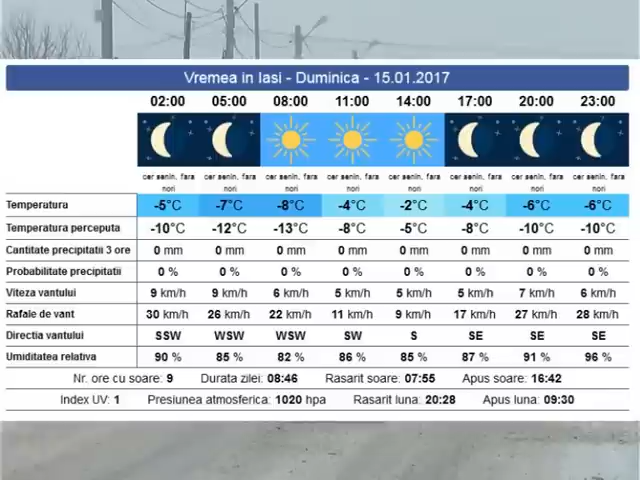 Vremea in Iasi - Duminica - 15.01.2017
02:00 05:00 08:00 11:00 14:00 17:00 20:00 23:00
cer senin, fara cer senin, fara cer senin, fara cer senin, fara cer senin, fara cer senin, fara cer senin, fara cer senin, fara
nori nori nori nori nori nori nori nori
Temperatura -5°C -7°C -8°C -4°C -2°C -4°C -6°C -6°C
Temperatura perceputa -10°C -12°C -13°C -8°C -5°C -8°C -10°C -10°C
Cantitate precipitatii 3 ore 0 mm 0 mm 0 mm 0 mm 0 mm 0 mm 0 mm 0 mm
Probabilitate precipitatii 0 % 0 % 0 % 0 % 0 % 0 % 0 % 0 %
Viteza vantului 9 km/h 9 km/h 6 km/h 5 km/h 5 km/h 5 km/h 7 km/h 6 km/h
Rafale de vant 30 km/h 26 km/h 22 km/h 11 km/h 9 km/h 17 km/h 27 km/h 28 km/h
Directia vantului SSW WSW WSW SW S SE SE SE
Umiditatea relativa 90 % 85 % 82 % 86 % 85 % 87 % 91 % 96 %
Nr. ore cu soare: 9 Durata zilei: 08:46 Rasarit soare: 07:55 Apus soare: 16:42
Index UV: 1 Presiunea atmosferica: 1020 hpa Rasarit luna: 20:28 Apus luna: 09:30